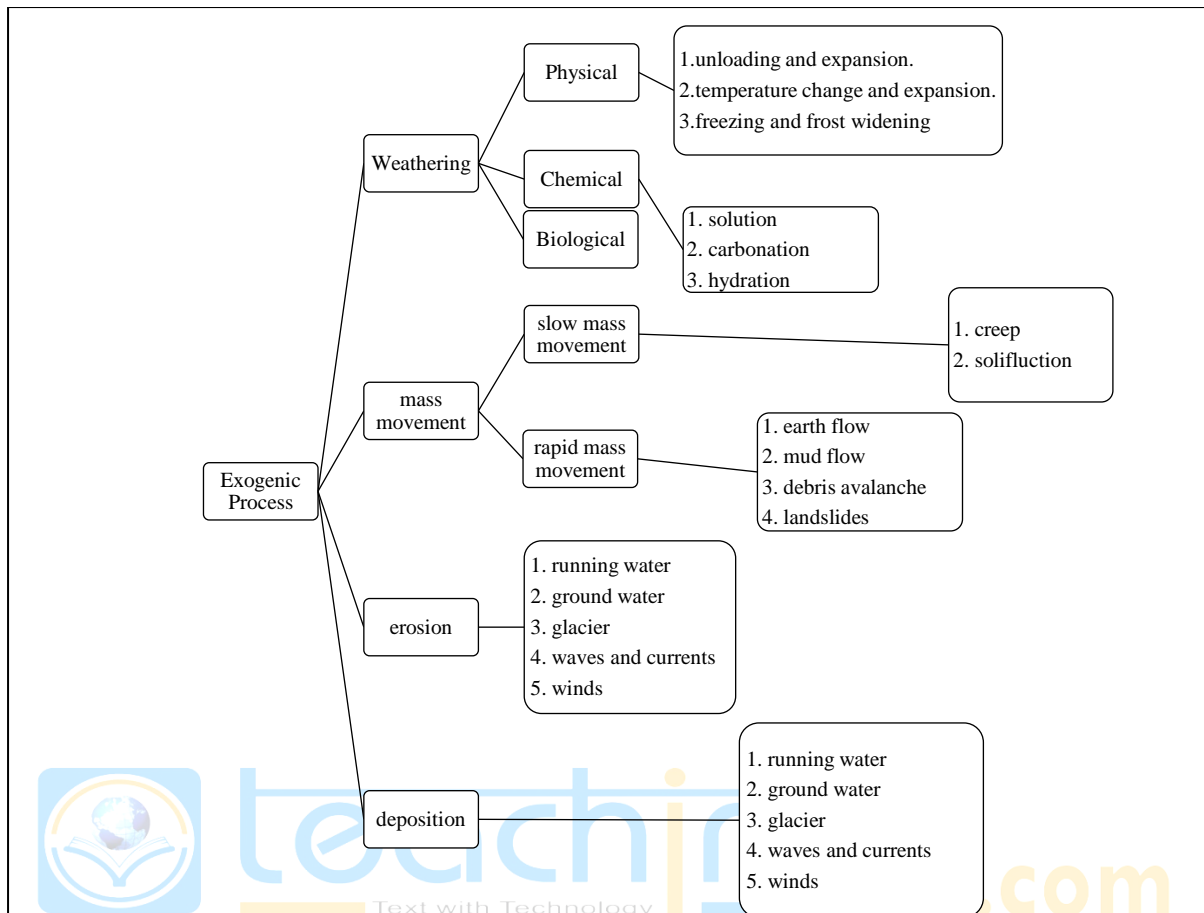 Physical
1.unloading and expansion.
2.temperature change and expansion.
3.freezing and frost widening
Weathering
Chemical
Biological
1. solution
2. carbonation
3. hydration
slow mass
movement
1. creep
2. solifluction
mass
movement
rapid mass
movement
1. earth flow
2. mud flow
3. debris avalanche
4. landslides
Exogenic
Process
erosion
1. running water
2. ground water
3. glacier
4. waves and currents
5. winds
deposition
1. running water
2. ground water
3. glacier
4. waves and currents
5. winds
.com
Text with Technology